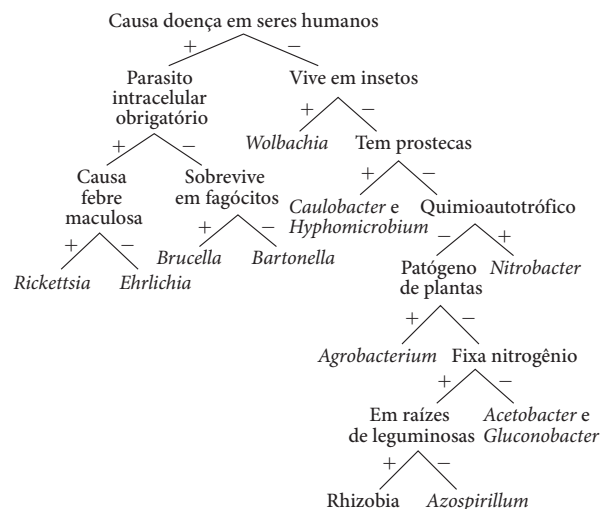 Causa doença em seres humanos
+ −
Parasito
intracelular
obrigatório
Vive em insetos
+ −
+ −
Wolbachia
Tem prostecas
Causa
febre
maculosa
Sobrevive
em fagócitos
+ −
Caulobacter e
Hyphomicrobium
Quimioautotrófico
+ −
+ −
− +
Rickettsia
Ehrlichia
Brucella
Bartonella
Patógeno
de plantas
Nitrobacter
+ −
Agrobacterium
Fixa nitrogênio
+ −
Em raízes
de leguminosas
Acetobacter e
Gluconobacter
+ −
Rhizobia
Azospirillum